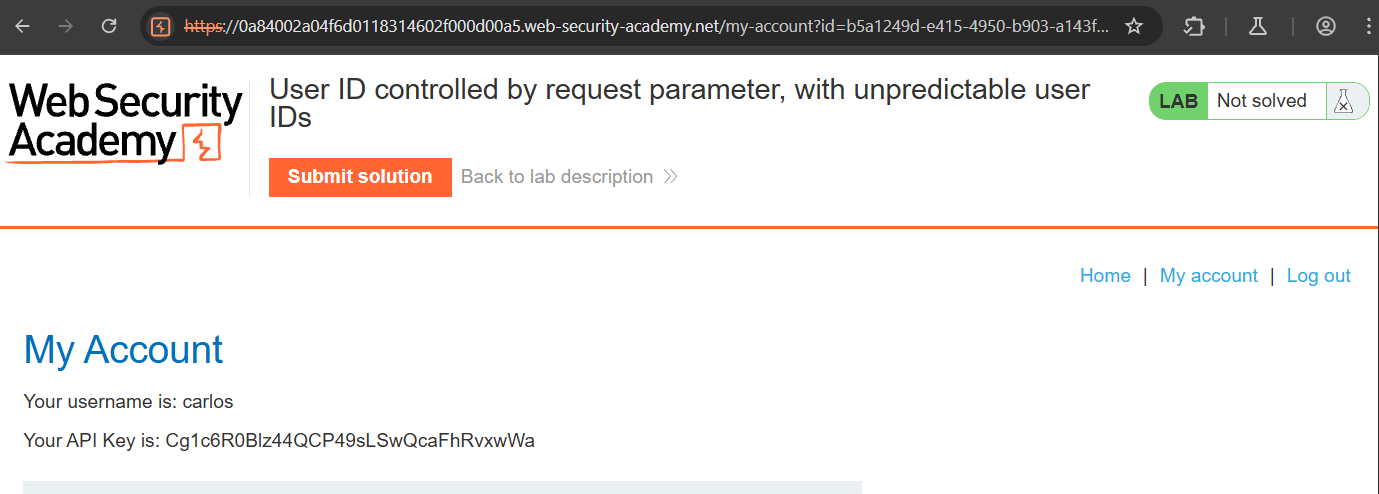 https://0a84002a04f6d0118314602f000d00a5.web-security-academy.net/my-account?id=b5a1249d-e415-4950-b903-a143f...
Web Security
Academy
User ID controlled by request parameter, with unpredictable user
IDs
LAB Not solved
Submit solution Back to lab description
Home | My account | Log out
My Account
Your username is: carlos
Your API Key is: Cg1c6R0Blz44QCP49sLSwQcaFhRvxwWa